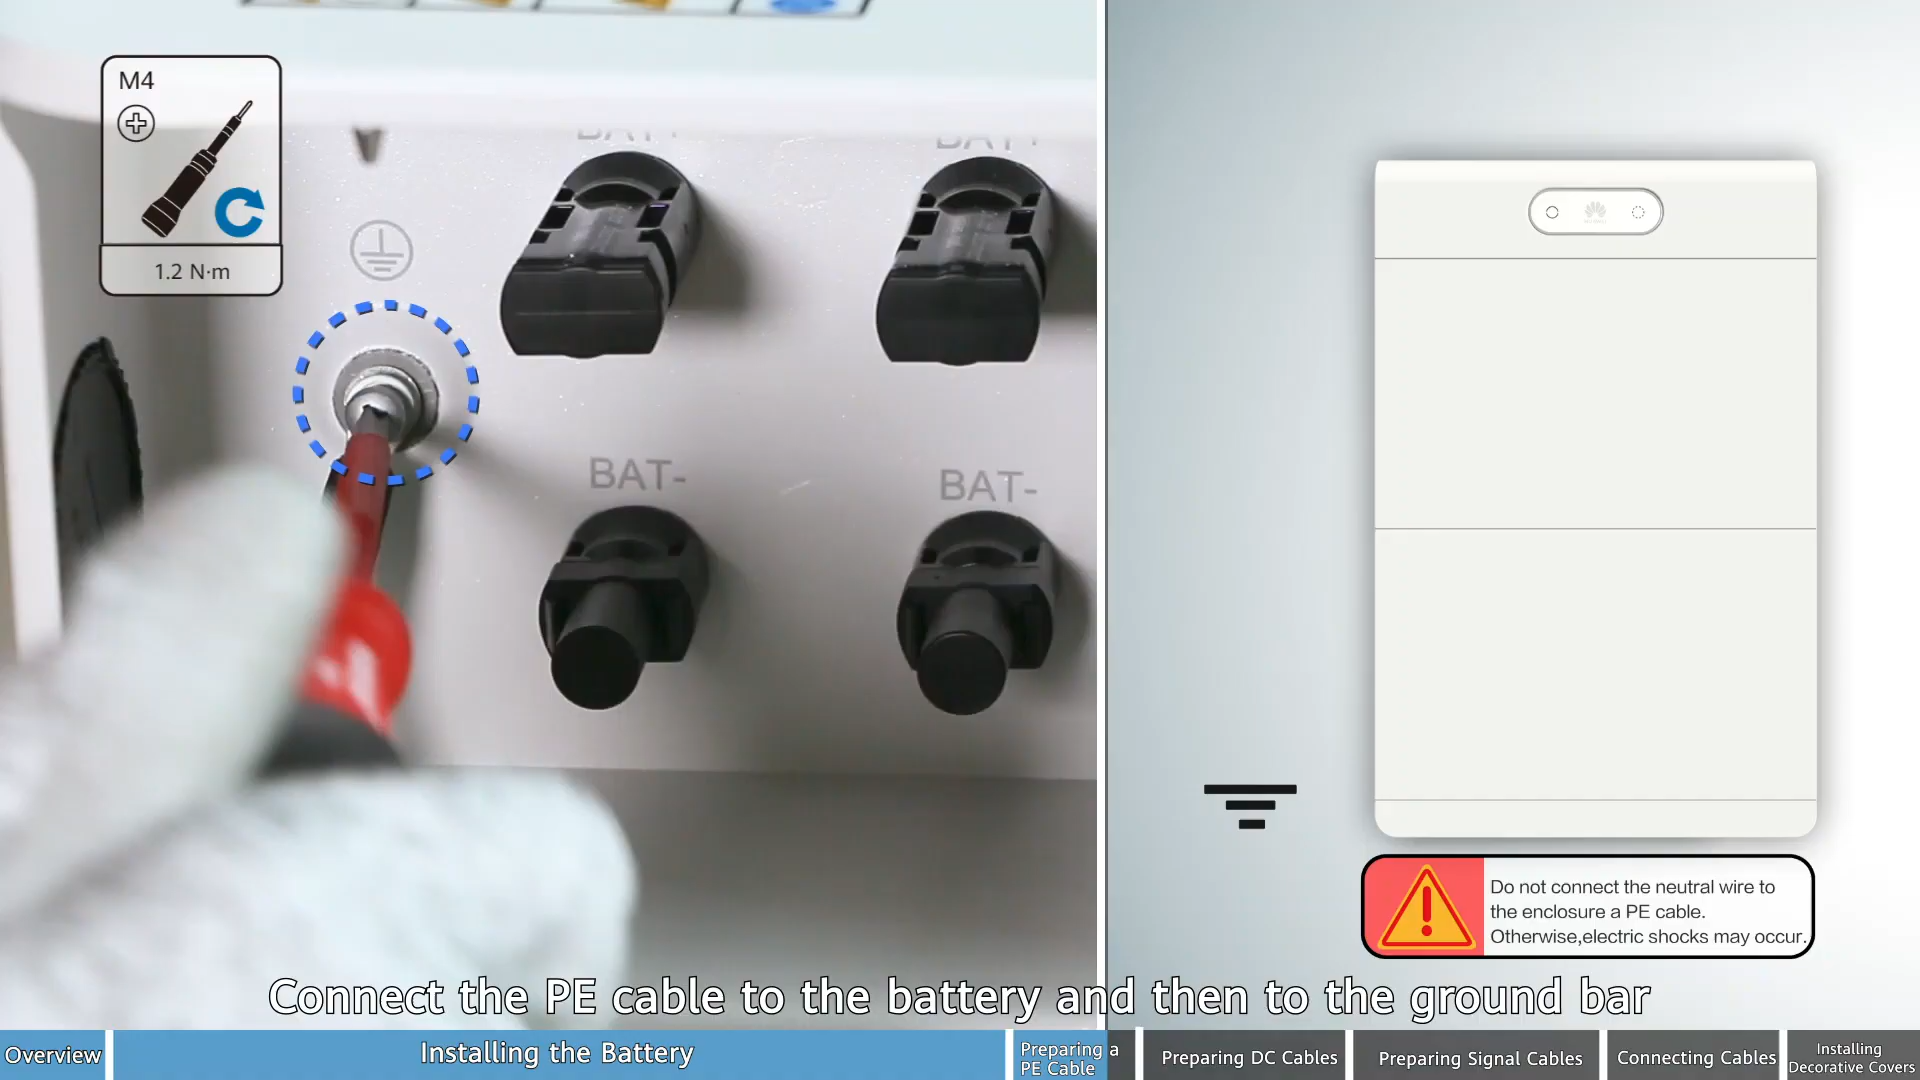 M4
1.2 N·m
BAT+
BAT+
BAT-
BAT-
Do not connect the neutral wire to
the enclosure a PE cable.
Otherwise,electric shocks may occur.
Connect the PE cable to the battery and then to the ground bar
Overview
Installing the Battery
Preparing a
PE Cable
Preparing DC Cables
Preparing Signal Cables
Connecting Cables
Installing
Decorative Covers